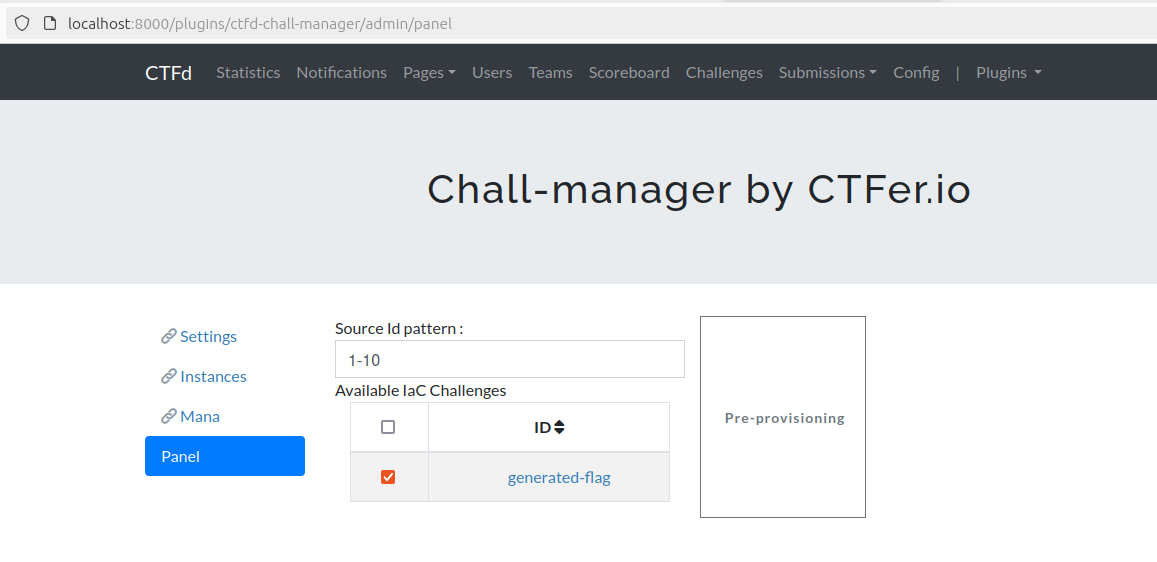 localhost:8000/plugins/ctfd-chall-manager/admin/panel
CTFd Statistics Notifications Pages Users Teams Scoreboard Challenges Submissions Config | Plugins
Chall-manager by CTFer.io
Settings
Instances
Mana
Panel
Source Id pattern :
1-10
Available IaC Challenges
ID
generated-flag
Pre-provisioning